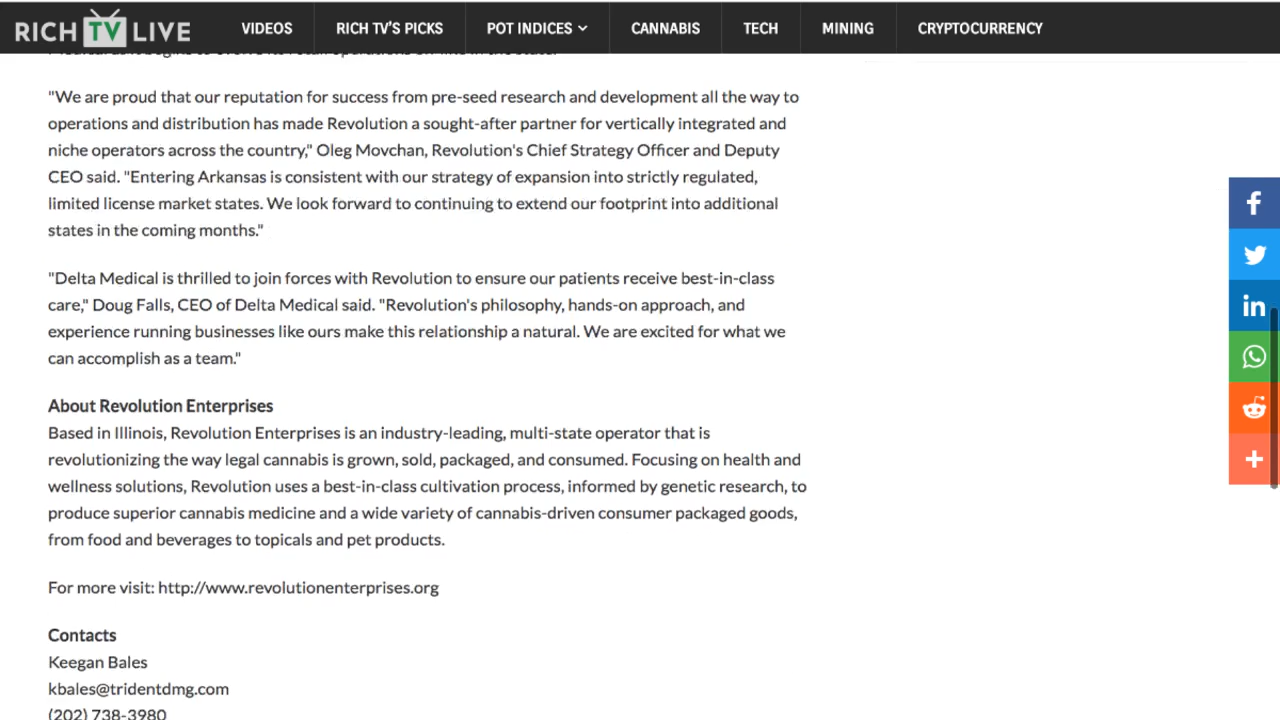 RICH TV LIVE
VIDEOS
RICH TV'S PICKS
POT INDICES
CANNABIS
TECH
MINING
CRYPTOCURRENCY
"We are proud that our reputation for success from pre-seed research and development all the way to
operations and distribution has made Revolution a sought-after partner for vertically integrated and
niche operators across the country," Oleg Movchan, Revolution's Chief Strategy Officer and Deputy
CEO said. "Entering Arkansas is consistent with our strategy of expansion into strictly regulated,
limited license market states. We look forward to continuing to extend our footprint into additional
states in the coming months."
"Delta Medical is thrilled to join forces with Revolution to ensure our patients receive best-in-class
care," Doug Falls, CEO of Delta Medical said. "Revolution's philosophy, hands-on approach, and
experience running businesses like ours make this relationship a natural. We are excited for what we
can accomplish as a team."
About Revolution Enterprises
Based in Illinois, Revolution Enterprises is an industry-leading, multi-state operator that is
revolutionizing the way legal cannabis is grown, sold, packaged, and consumed. Focusing on health and
wellness solutions, Revolution uses a best-in-class cultivation process, informed by genetic research, to
produce superior cannabis medicine and a wide variety of cannabis-driven consumer packaged goods,
from food and beverages to topicals and pet products.
For more visit: http://www.revolutionenterprises.org
Contacts
Keegan Bales
kbales@tridentdmg.com
(202) 738-3980